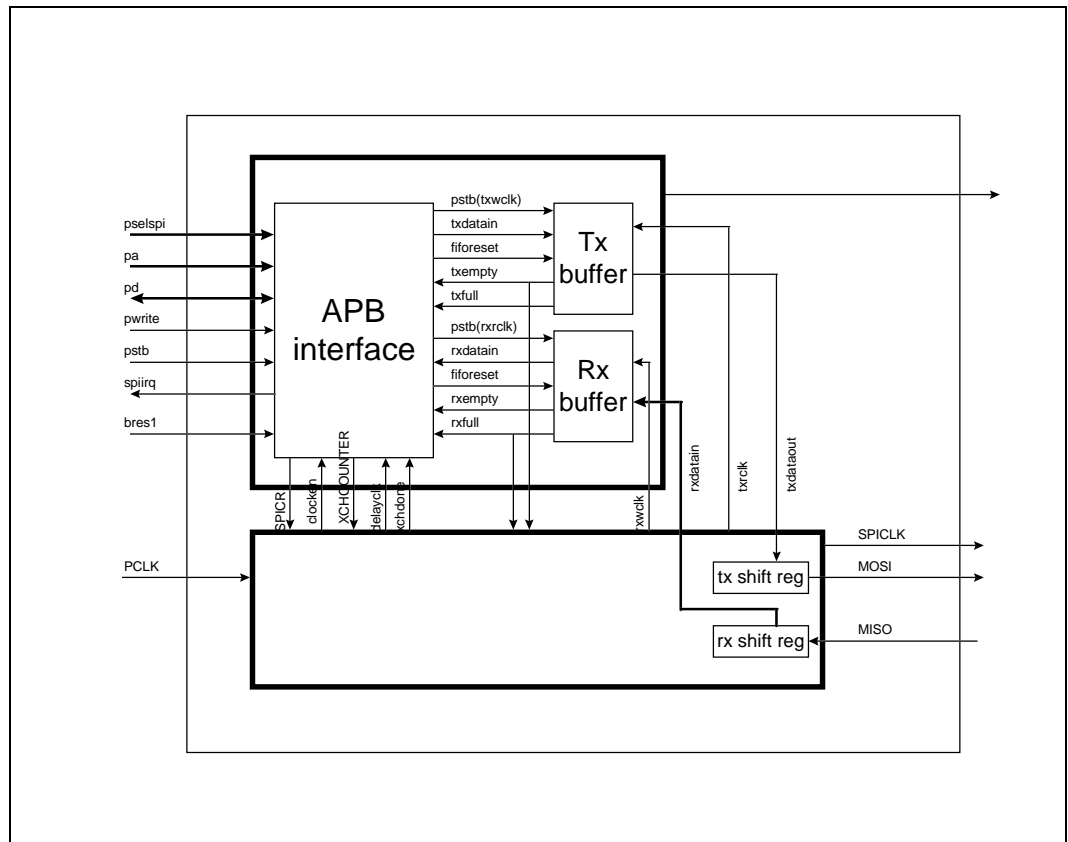 pselspi
pa
pd
pwrite
pstb
spiirq
bres1
APB
interface
pstb(txwclk)
txdatain
fiforeset
txempty
txfull
pstb(rxrclk)
rxdatain
fiforeset
rxempty
rxfull
Tx
buffer
Rx
buffer
SPICR
clocken
XCHCOUNTER
delayclk
xchdone
rxwclk
rxdatain
txrclk
txdataout
PCLK
tx shift reg
rx shift reg
SPICLK
MOSI
MISO